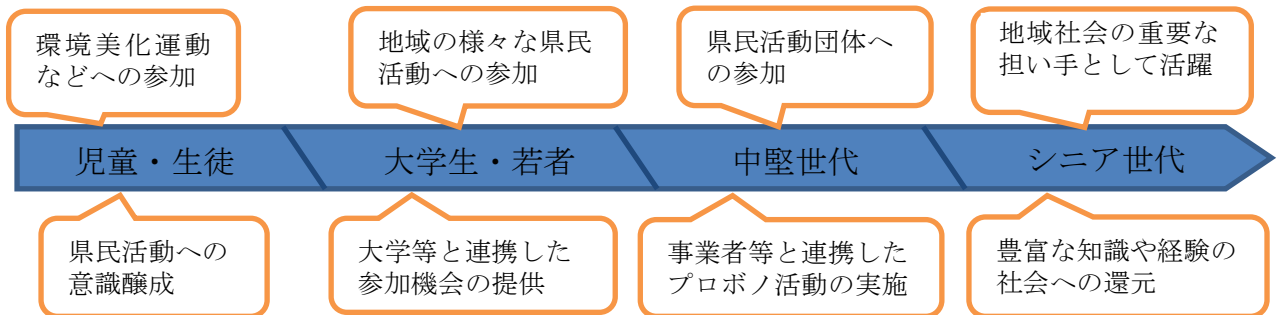 環境美化運動
などへの参加
地域の様々な県民
活動への参加
県民活動団体へ
の参加
地域社会の重要な
担い手として活躍
児童・生徒
大学生・若者
中堅世代
シニア世代
県民活動への
意識醸成
大学等と連携した
参加機会の提供
事業者等と連携した
プロボノ活動の実施
豊富な知識や経験の
社会への還元